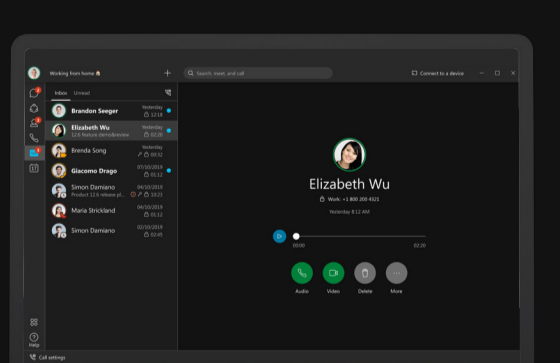 Working from home
Search, meet, and call
Connect to a device
Inbox Unread
Brandon Seeger
Yesterday
12:18
Elizabeth Wu
Yesterday
12.6 feature demo&review
02:20
Brenda Song
Yesterday
00:32
Giacomo Drago
07/10/2019
01:12
Simon Damiano
04/10/2019
Product 12.6 release pl...
10:23
Maria Strickland
04/10/2019
01:12
Simon Damiano
02/10/2019
02:45
Elizabeth Wu
Work: +1 800 200 4321
Yesterday 8:12 AM
00:00
02:20
Audio Video Delete More
Help
Call settings